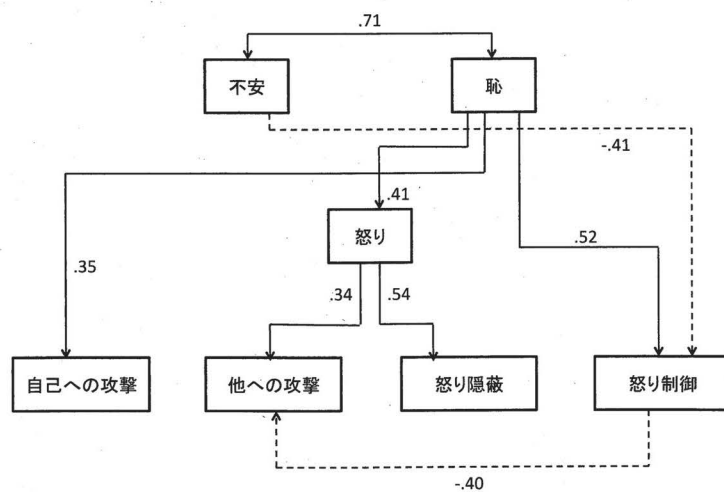 .71
不安
恥
-.41
.41
怒り
.52
.35
.34
.54
自己への攻撃
他への攻撃
怒り隠蔽
怒り制御
-.40